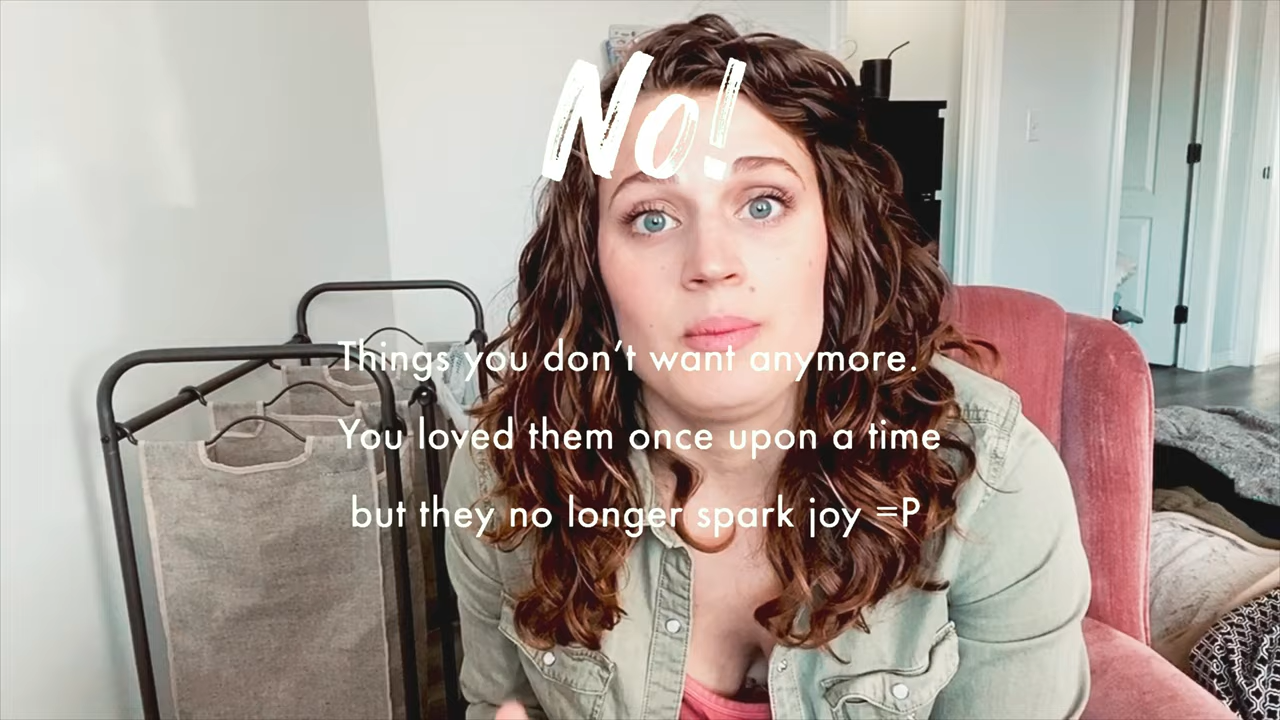 No!
Things you don't want anymore.
You loved them once upon a time
but they no longer spark joy =P